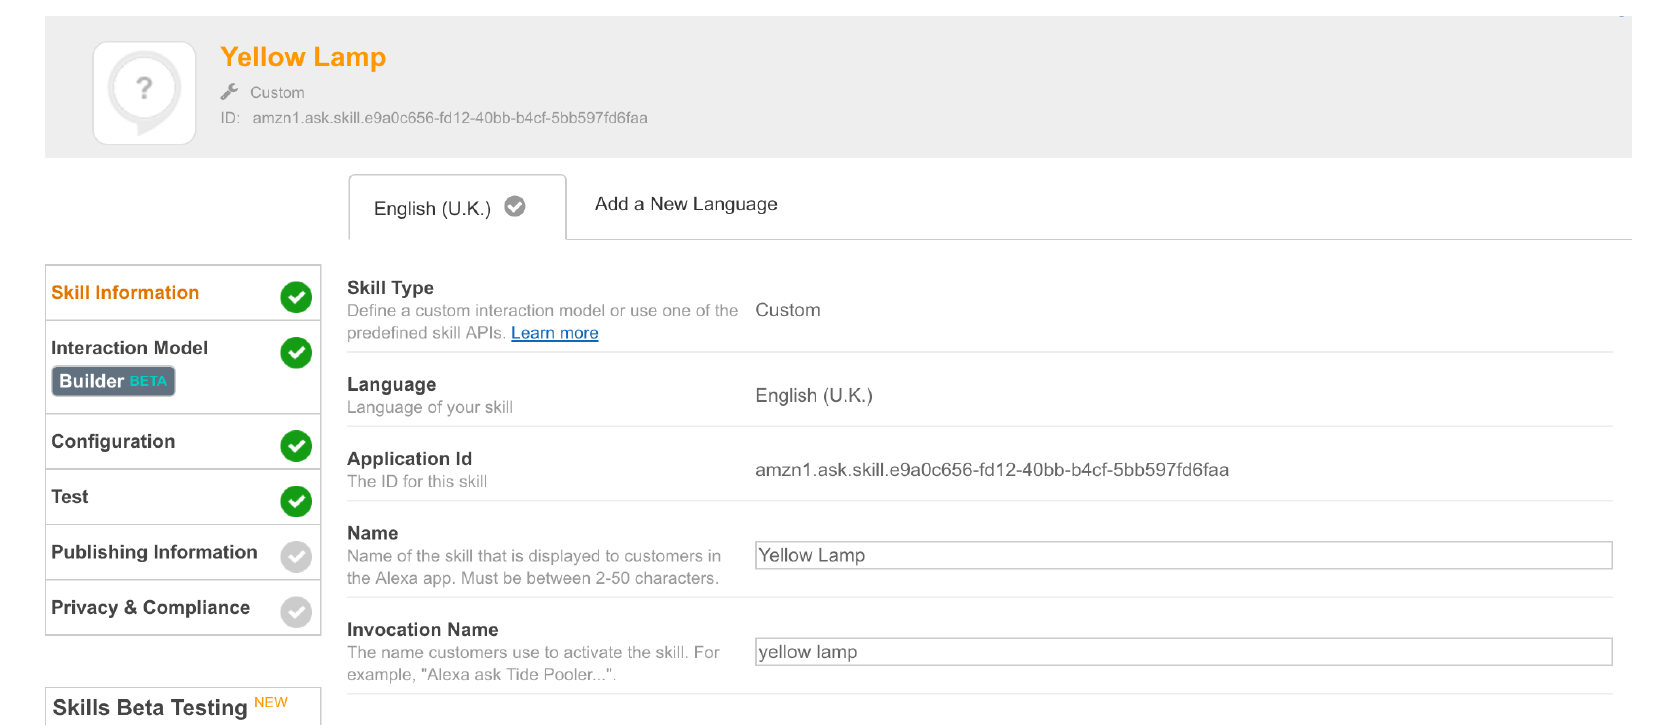 Yellow Lamp
Custom
ID: amzn1.ask.skill.e9a0c656-fd12-40bb-b4cf-5bb597fd6faa
English (U.K.)
Add a New Language
Skill Information
Interaction Model
Builder BETA
Configuration
Test
Publishing Information
Privacy & Compliance
Skills Beta Testing NEW
Skill Type
Define a custom interaction model or use one of the
predefined skill APIs. Learn more
Custom
Language
Language of your skill
English (U.K.)
Application Id
The ID for this skill
amzn1.ask.skill.e9a0c656-fd12-40bb-b4cf-5bb597fd6faa
Name
Name of the skill that is displayed to customers in
the Alexa app. Must be between 2-50 characters.
Yellow Lamp
Invocation Name
The name customers use to activate the skill. For
example, "Alexa ask Tide Pooler...".
yellow lamp